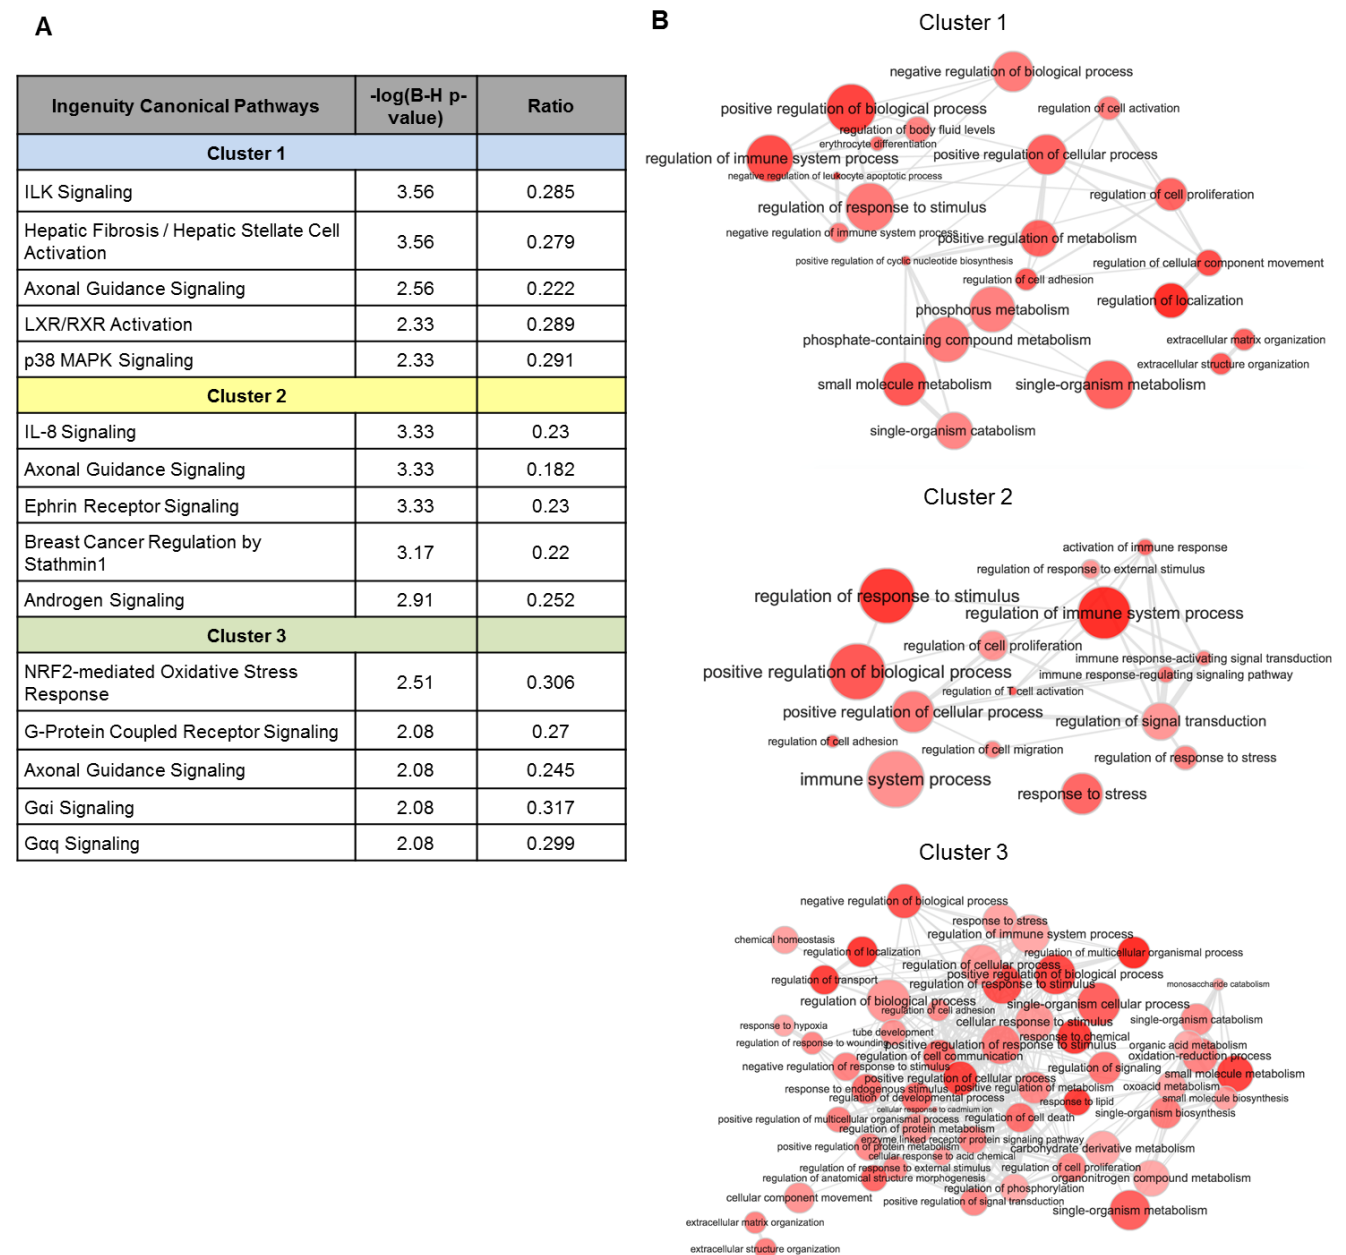 A
Ingenuity Canonical Pathways -log(B-H p-value) Ratio
Cluster 1
ILK Signaling 3.56 0.285
Hepatic Fibrosis / Hepatic Stellate Cell
Activation 3.56 0.279
Axonal Guidance Signaling 2.56 0.222
LXR/RXR Activation 2.33 0.289
p38 MAPK Signaling 2.33 0.291
Cluster 2
IL-8 Signaling 3.33 0.23
Axonal Guidance Signaling 3.33 0.182
Ephrin Receptor Signaling 3.33 0.23
Breast Cancer Regulation by
Stathmin1 3.17 0.22
Androgen Signaling 2.91 0.252
Cluster 3
NRF2-mediated Oxidative Stress
Response 2.51 0.306
G-Protein Coupled Receptor Signaling 2.08 0.27
Axonal Guidance Signaling 2.08 0.245
Gαi Signaling 2.08 0.317
Gαq Signaling 2.08 0.299
B
Cluster 1
negative regulation of biological process
positive regulation of biological process
regulation of cell activation
regulation of body fluid levels
erythrocyte differentiation
regulation of immune system process
positive regulation of cellular process
negative regulation of leukocyte apoptotic process
regulation of cell proliferation
regulation of response to stimulus
negative regulation of immune system process
positive regulation of metabolism
positive regulation of cyclic nucleotide biosynthesis
regulation of cellular component movement
regulation of cell adhesion
regulation of localization
phosphorus metabolism
phosphate-containing compound metabolism
extracellular matrix organization
extracellular structure organization
small molecule metabolism
single-organism metabolism
single-organism catabolism
Cluster 2
activation of immune response
regulation of response to external stimulus
regulation of response to stimulus
regulation of immune system process
regulation of cell proliferation
immune response-activating signal transduction
positive regulation of biological process
immune response-regulating signaling pathway
regulation of T cell activation
positive regulation of cellular process
regulation of signal transduction
regulation of cell adhesion
regulation of cell migration
regulation of response to stress
immune system process
response to stress
Cluster 3
negative regulation of biological process
response to stress
regulation of immune system process
chemical homeostasis
regulation of localization
regulation of multicellular organismal process
regulation of cellular process
positive regulation of biological process
regulation of transport
regulation of response to stimulus
monosaccharide catabolism
regulation of biological process
single-organism cellular process
regulation of cell adhesion
cellular response to stimulus
single-organism catabolism
response to hypoxia
tube development
response to chemical
regulation of response to wounding
positive regulation of response to stimulus
organic acid metabolism
regulation of cell communication
oxidation-reduction process
negative regulation of response to stimulus
regulation of signaling
small molecule metabolism
positive regulation of cellular process
response to endogenous stimulus
positive regulation of metabolism
oxoacid metabolism
regulation of developmental process
response to lipid
small molecule biosynthesis
cellular response to cadmium ion
single-organism biosynthesis
positive regulation of multicellular organismal process
regulation of cell death
regulation of protein metabolism
enzyme linked receptor protein signaling pathway
positive regulation of protein metabolism
carbohydrate derivative metabolism
cellular response to acid chemical
regulation of response to external stimulus
regulation of cell proliferation
regulation of anatomical structure morphogenesis
organonitrogen compound metabolism
regulation of phosphorylation
cellular component movement
positive regulation of signal transduction
single-organism metabolism
extracellular matrix organization
extracellular structure organization